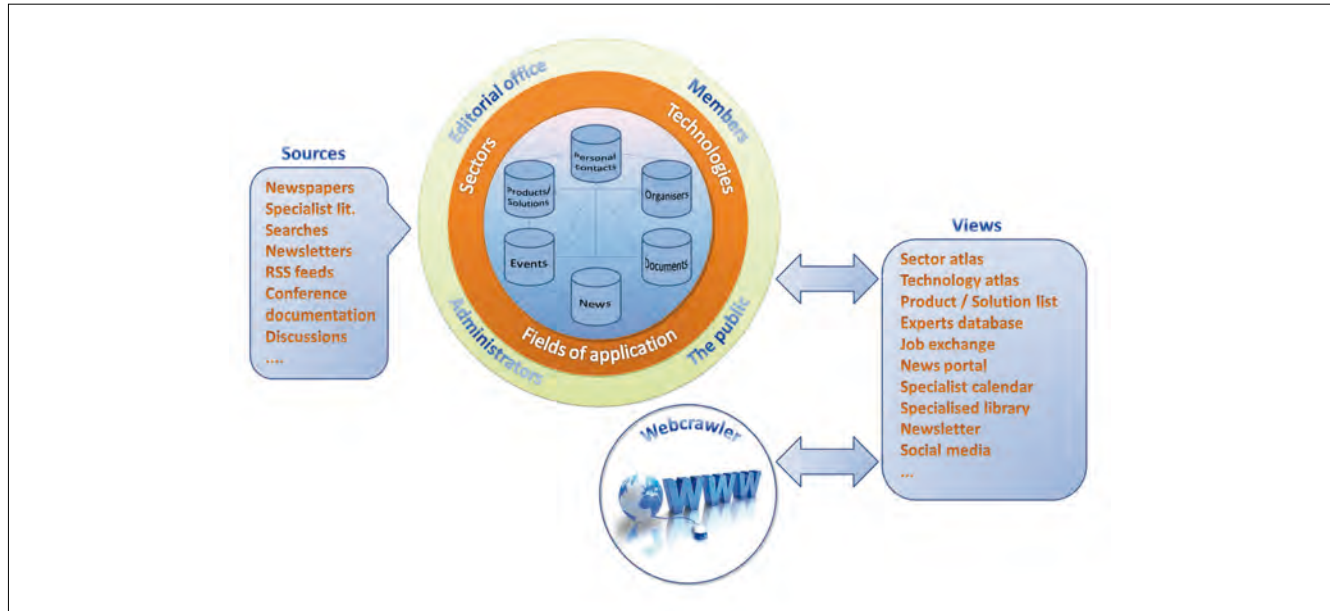 Editorial office
Members
Sectors
Technologies
Personal
contacts
Products/
Solutions
Organisers
Events
Documents
News
Fields of application
Administrators
The public
Sources
Newspapers
Specialist lit.
Searches
Newsletters
RSS feeds
Conference
documentation
Discussions
....
Views
Sector atlas
Technology atlas
Product / Solution list
Experts database
Job exchange
News portal
Specialist calendar
Specialised library
Newsletter
Social media
...
Webcrawler
WWW